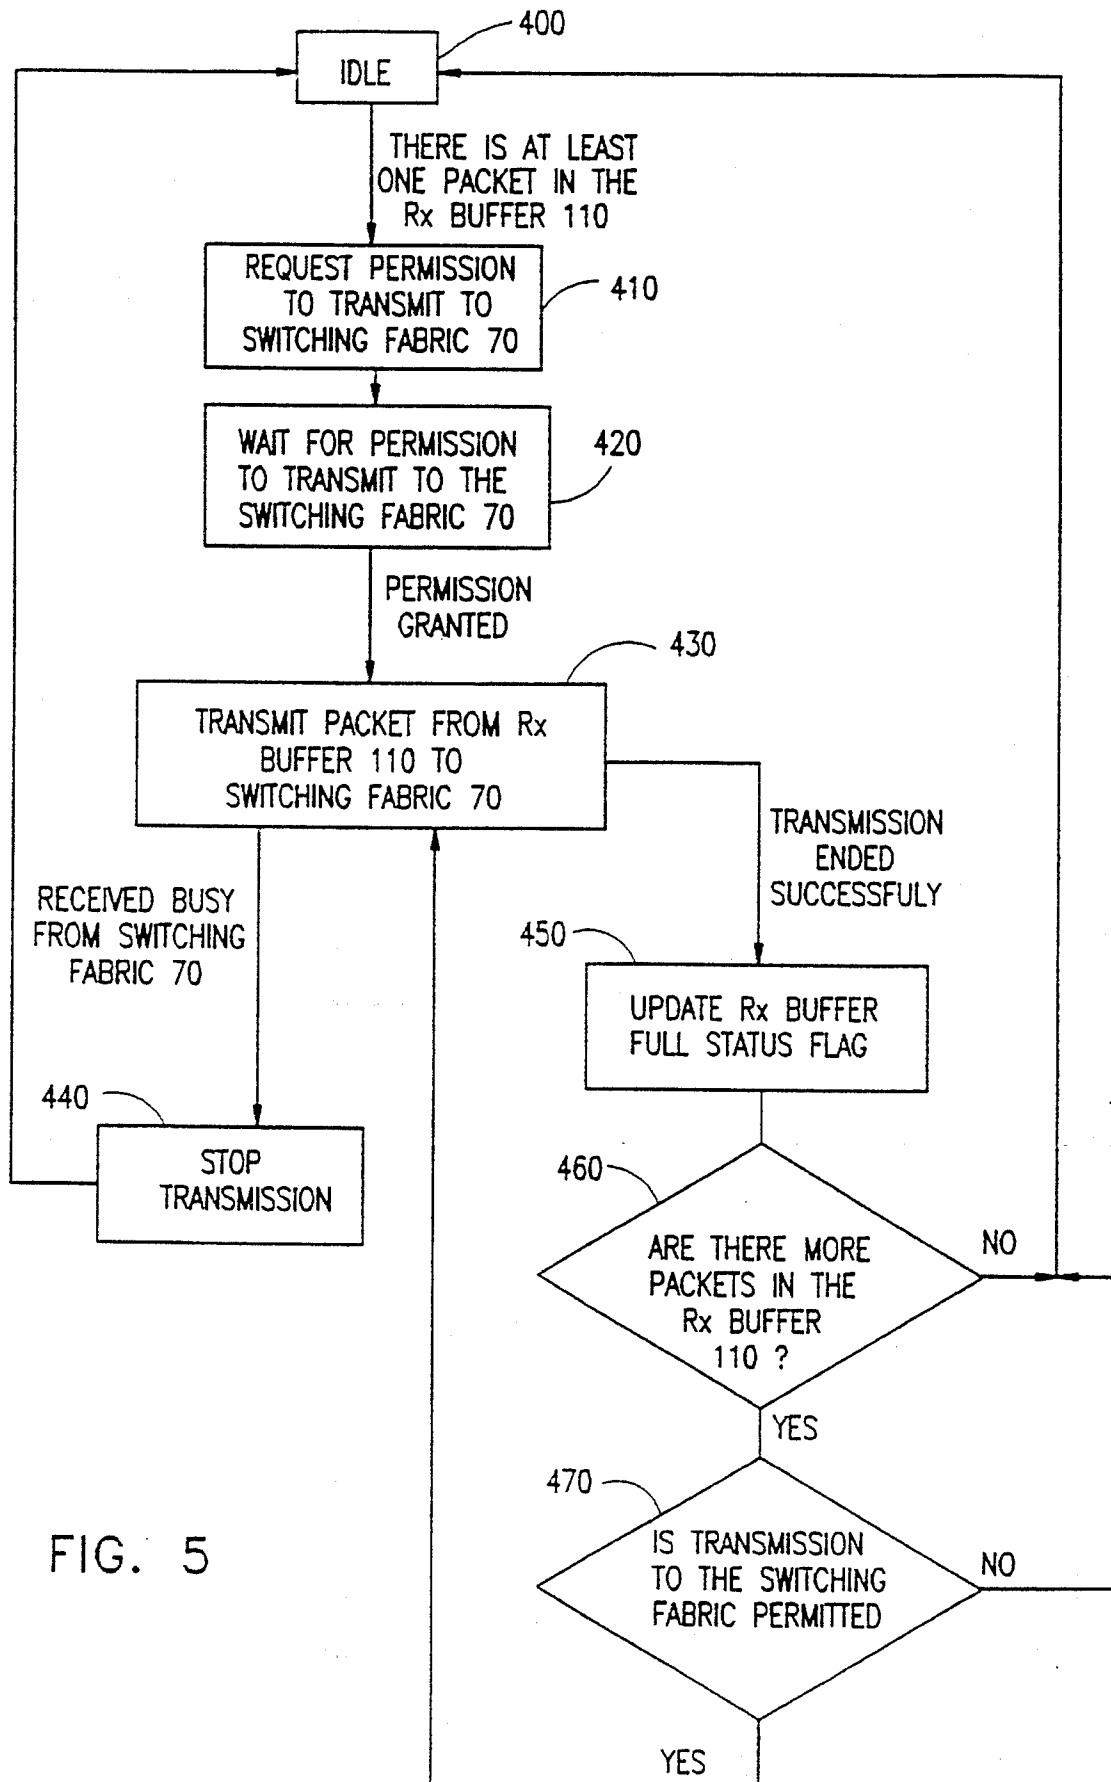 400
IDLE
THERE IS AT LEAST
ONE PACKET IN THE
Rx BUFFER 110
REQUEST PERMISSION
TO TRANSMIT TO
SWITCHING FABRIC 70
410
WAIT FOR PERMISSION
TO TRANSMIT TO THE
SWITCHING FABRIC 70
420
PERMISSION
GRANTED
430
TRANSMIT PACKET FROM Rx
BUFFER 110 TO
SWITCHING FABRIC 70
RECEIVED BUSY
FROM SWITCHING
FABRIC 70
TRANSMISSION
ENDED
SUCCESSFULY
440
STOP
TRANSMISSION
450
UPDATE Rx BUFFER
FULL STATUS FLAG
460
ARE THERE MORE
PACKETS IN THE
Rx BUFFER
110 ?
NO
YES
470
IS TRANSMISSION
TO THE SWITCHING
FABRIC PERMITTED
NO
YES
FIG. 5